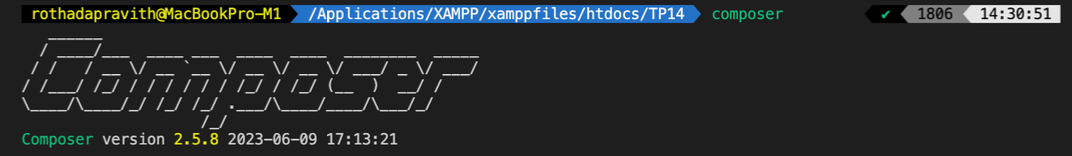 rothadapravith@MacBookPro-M1 /Applications/XAMPP/xamppfiles/htdocs/TP14 composer ✔ 1806 14:30:51
Composer
Composer version 2.5.8 2023-06-09 17:13:21